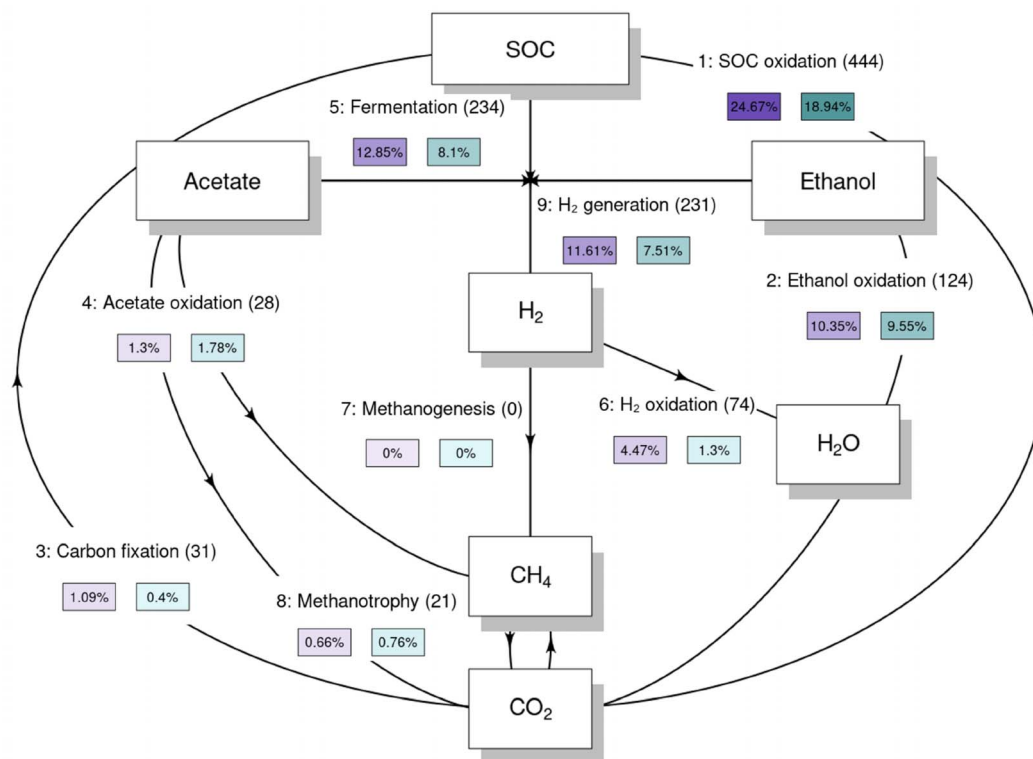 SOC
1: SOC oxidation (444)
24.67% 18.94%
5: Fermentation (234)
12.85% 8.1%
Acetate
Ethanol
9: H₂ generation (231)
11.61% 7.51%
2: Ethanol oxidation (124)
10.35% 9.55%
4: Acetate oxidation (28)
1.3% 1.78%
H₂
7: Methanogenesis (0)
0% 0%
6: H₂ oxidation (74)
4.47% 1.3%
H₂O
3: Carbon fixation (31)
1.09% 0.4%
CH₄
8: Methanotrophy (21)
0.66% 0.76%
CO₂